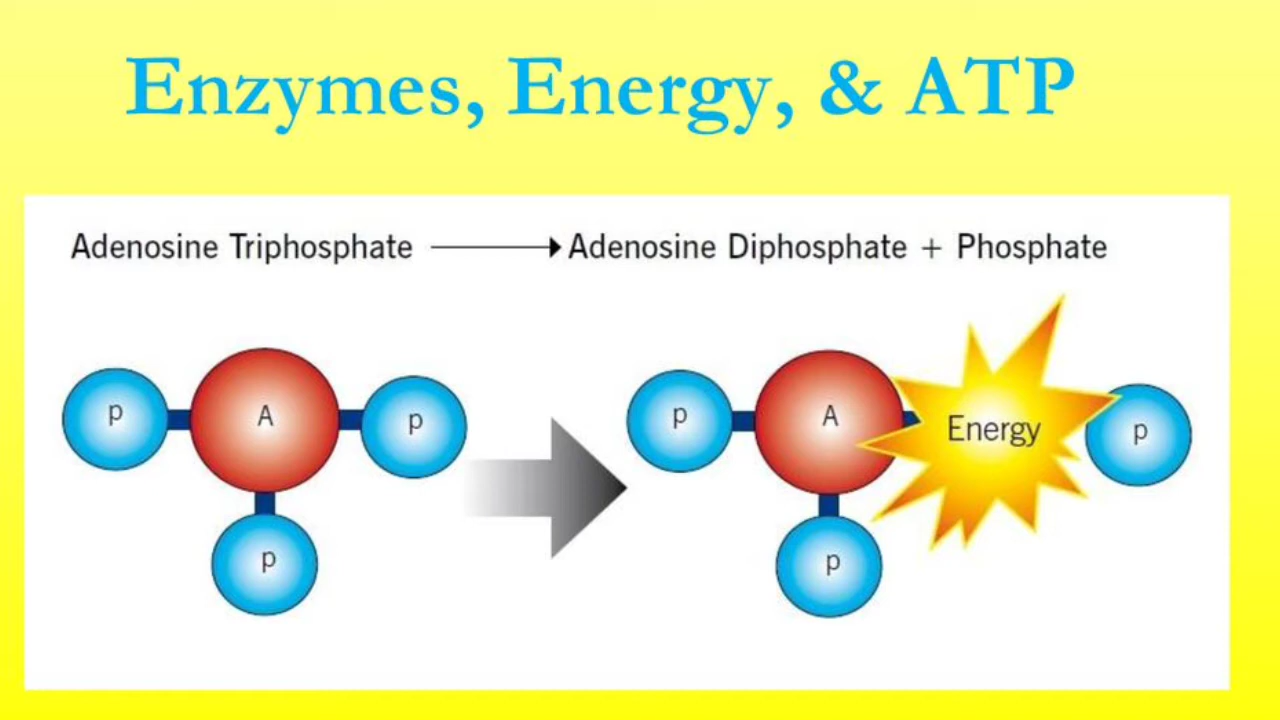 Enzymes, Energy, & ATP
Adenosine Triphosphate → Adenosine Diphosphate + Phosphate
p A p p A Energy p
p p